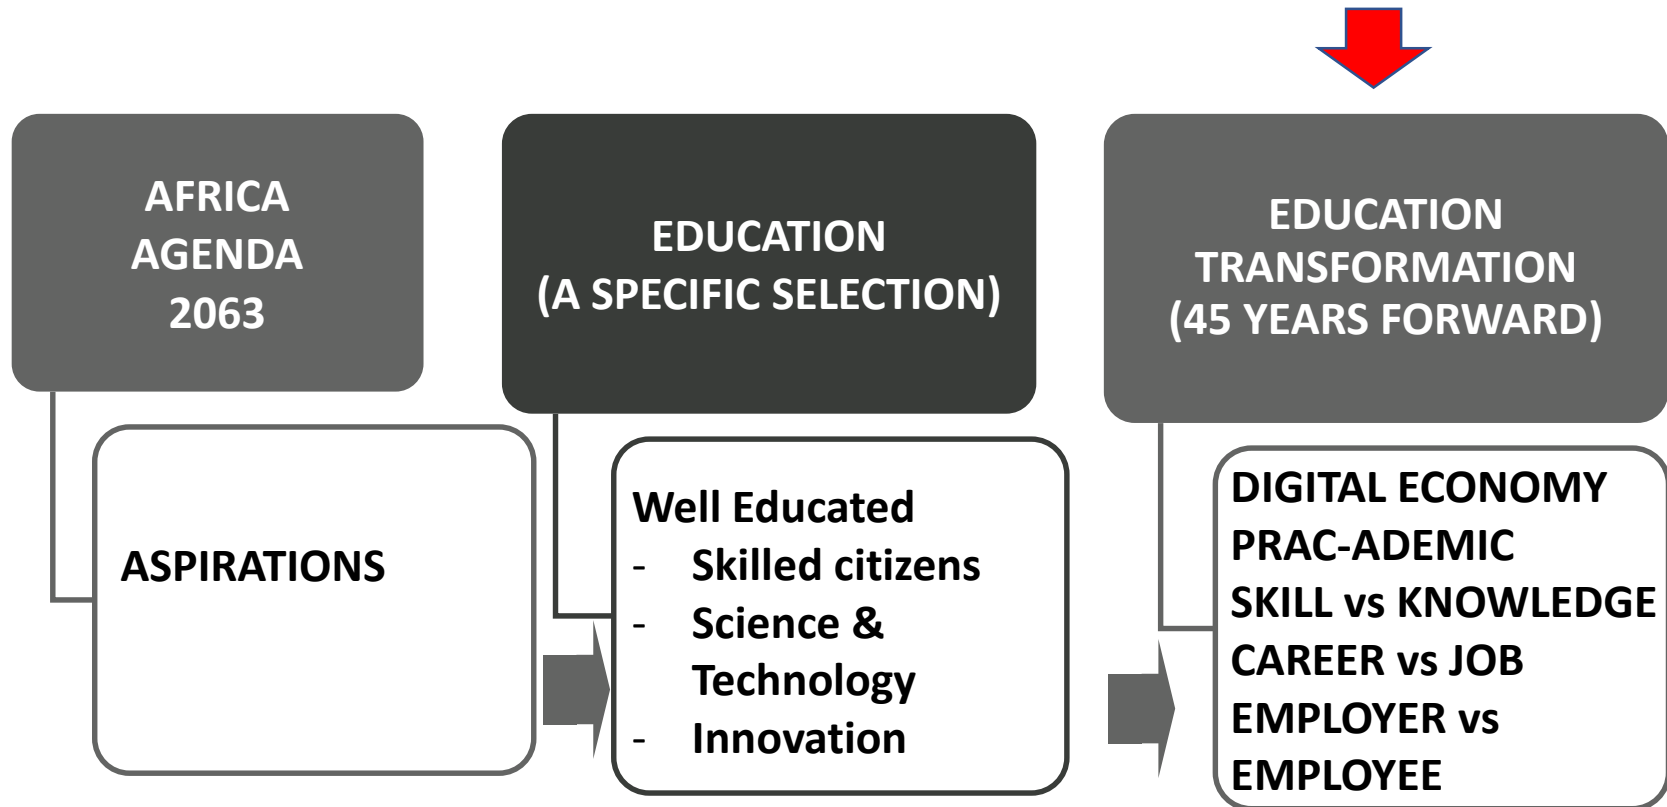 AFRICA
AGENDA
2063
ASPIRATIONS
EDUCATION
(A SPECIFIC SELECTION)
Well Educated
- Skilled citizens
- Science &
Technology
- Innovation
EDUCATION
TRANSFORMATION
(45 YEARS FORWARD)
DIGITAL ECONOMY
PRAC-ADEMIC
SKILL vs KNOWLEDGE
CAREER vs JOB
EMPLOYER vs
EMPLOYEE